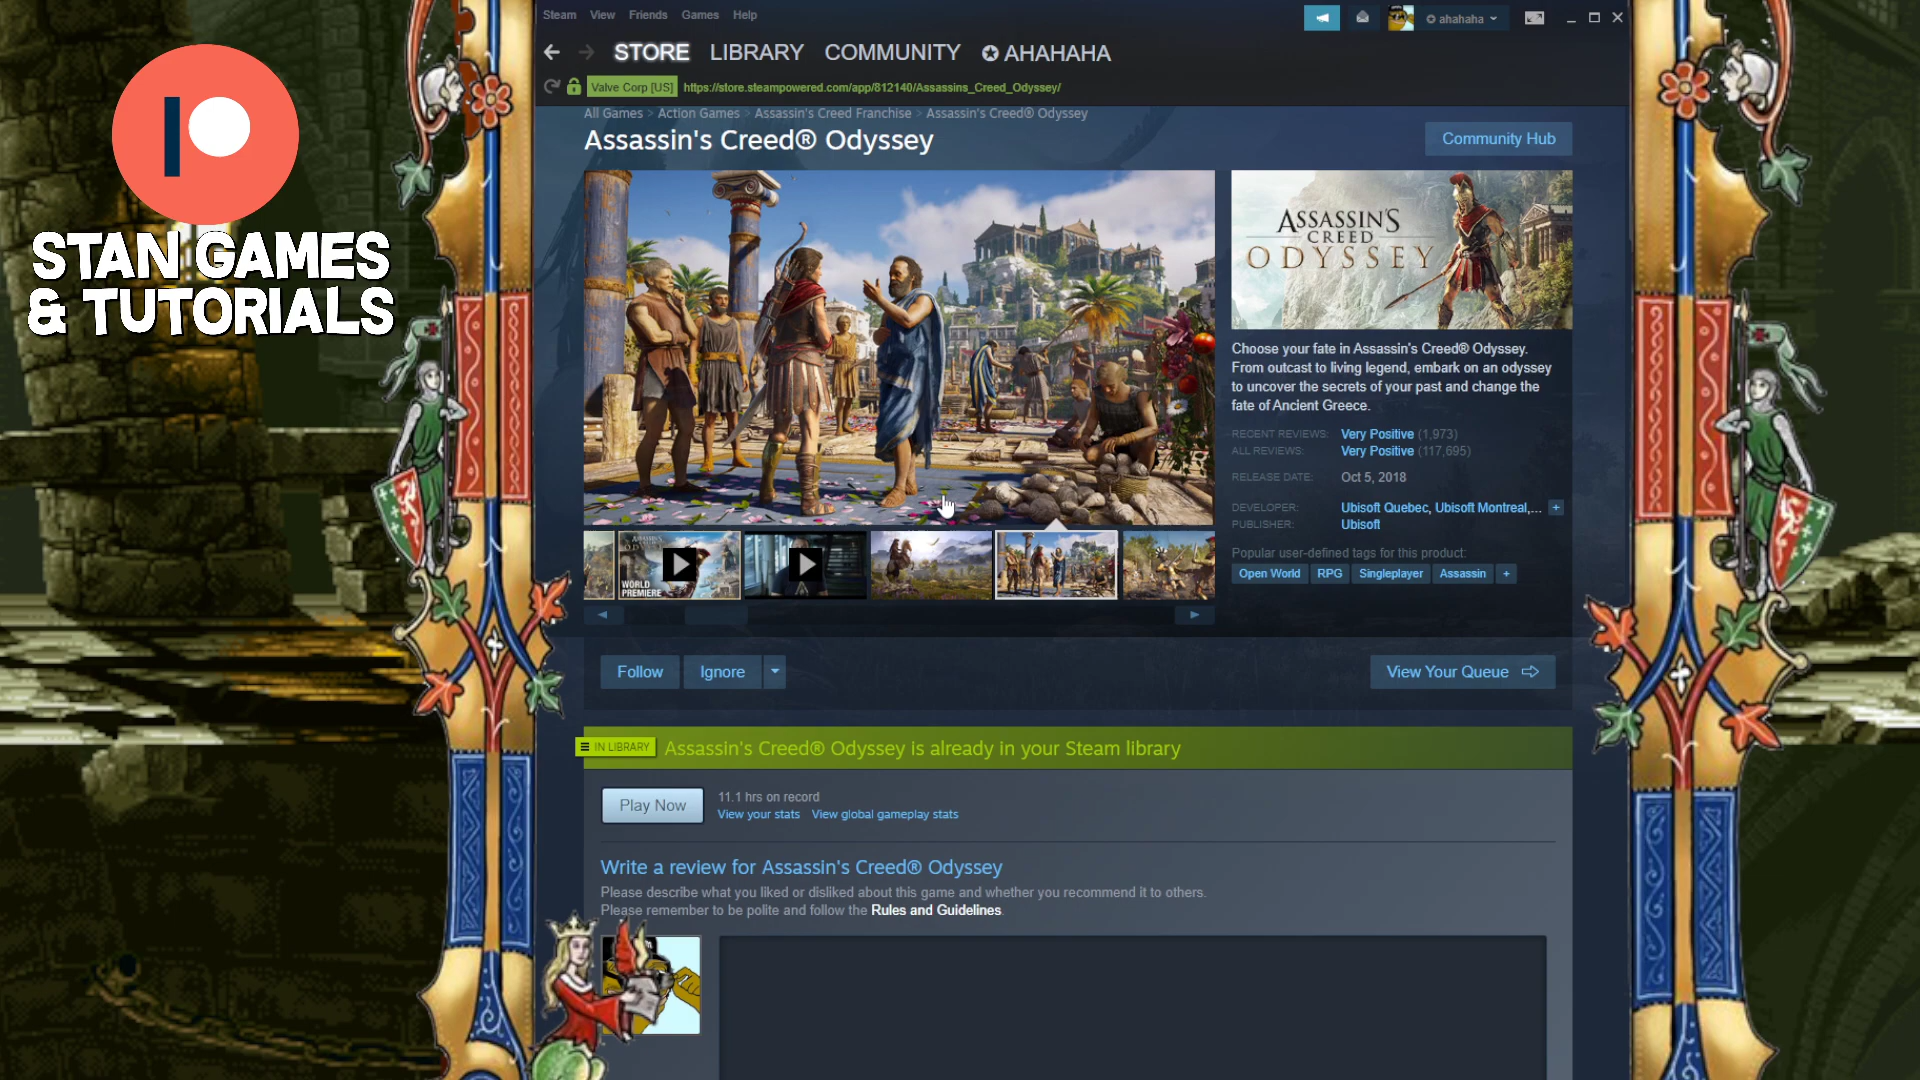 STAN GAMES
& TUTORIALS
Steam View Friends Games Help
ahahaha
STORE LIBRARY COMMUNITY AHAHAHA
Valve Corp [US] https://store.steampowered.com/app/812140/Assassins_Creed_Odyssey/
All Games > Action Games > Assassin's Creed Franchise > Assassin's Creed® Odyssey
Assassin's Creed® Odyssey
Community Hub
ASSASSIN'S
CREED
ODYSSEY
Choose your fate in Assassin's Creed® Odyssey.
From outcast to living legend, embark on an odyssey
to uncover the secrets of your past and change the
fate of Ancient Greece.
RECENT REVIEWS: Very Positive (1,973)
ALL REVIEWS: Very Positive (117,695)
RELEASE DATE: Oct 5, 2018
DEVELOPER: Ubisoft Quebec, Ubisoft Montreal,... +
PUBLISHER: Ubisoft
Popular user-defined tags for this product:
Open World RPG Singleplayer Assassin +
WORLD
PREMIERE
Follow Ignore
View Your Queue
IN LIBRARY Assassin's Creed® Odyssey is already in your Steam library
Play Now
11.1 hrs on record
View your stats View global gameplay stats
Write a review for Assassin's Creed® Odyssey
Please describe what you liked or disliked about this game and whether you recommend it to others.
Please remember to be polite and follow the Rules and Guidelines.